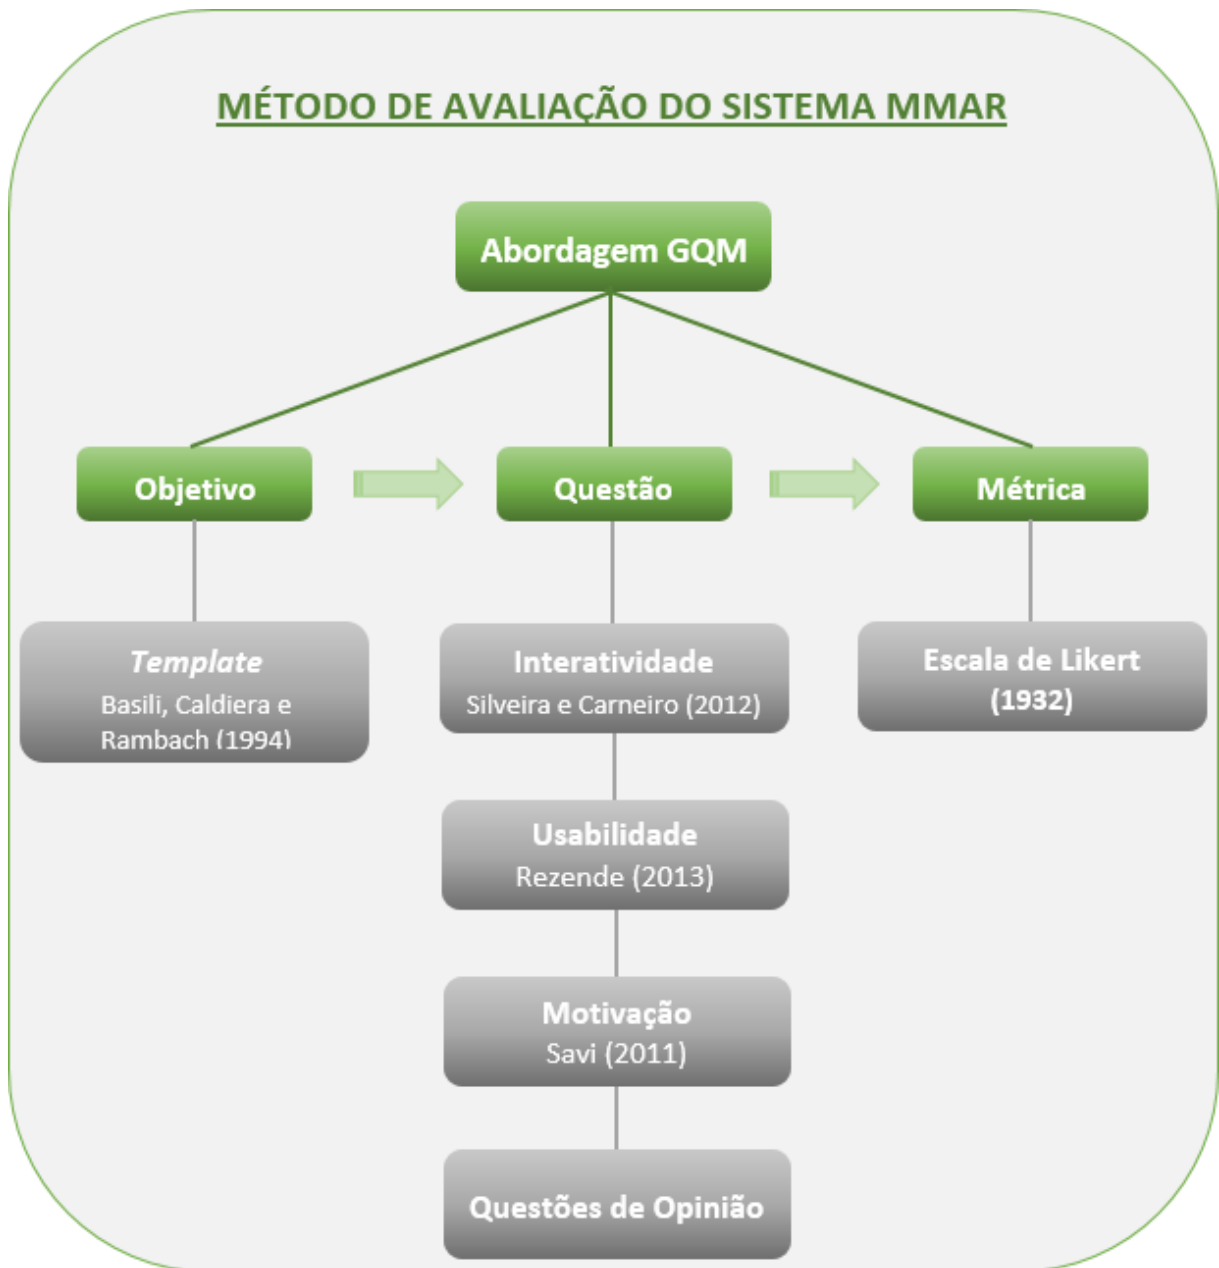 MÉTODO DE AVALIAÇÃO DO SISTEMA MMAR
Abordagem GQM
Objetivo
Questão
Métrica
Template
Basili, Caldiera e
Rambach (1994)
Interatividade
Silveira e Carneiro (2012)
Escala de Likert
(1932)
Usabilidade
Rezende (2013)
Motivação
Savi (2011)
Questões de Opinião